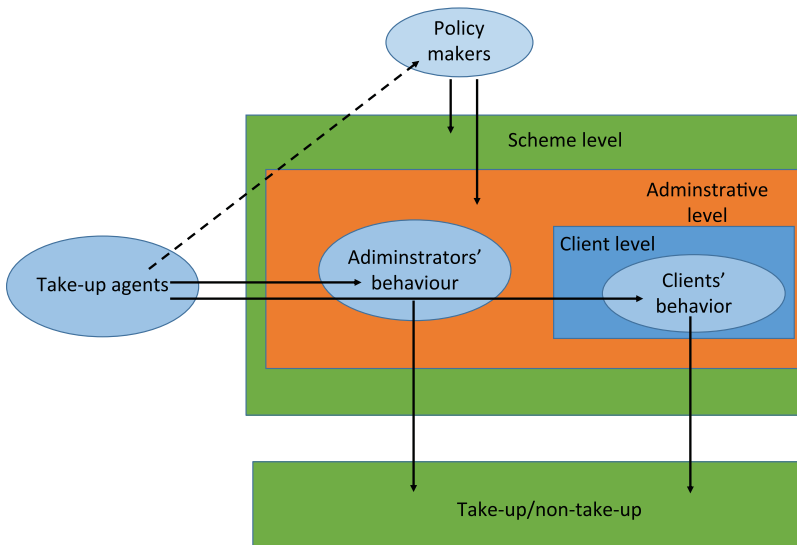 Policy
makers
Scheme level
Adminstrative
level
Client level
Adiminstrators’
behaviour
Take-up agents
Clients’
behavior
Take-up/non-take-up